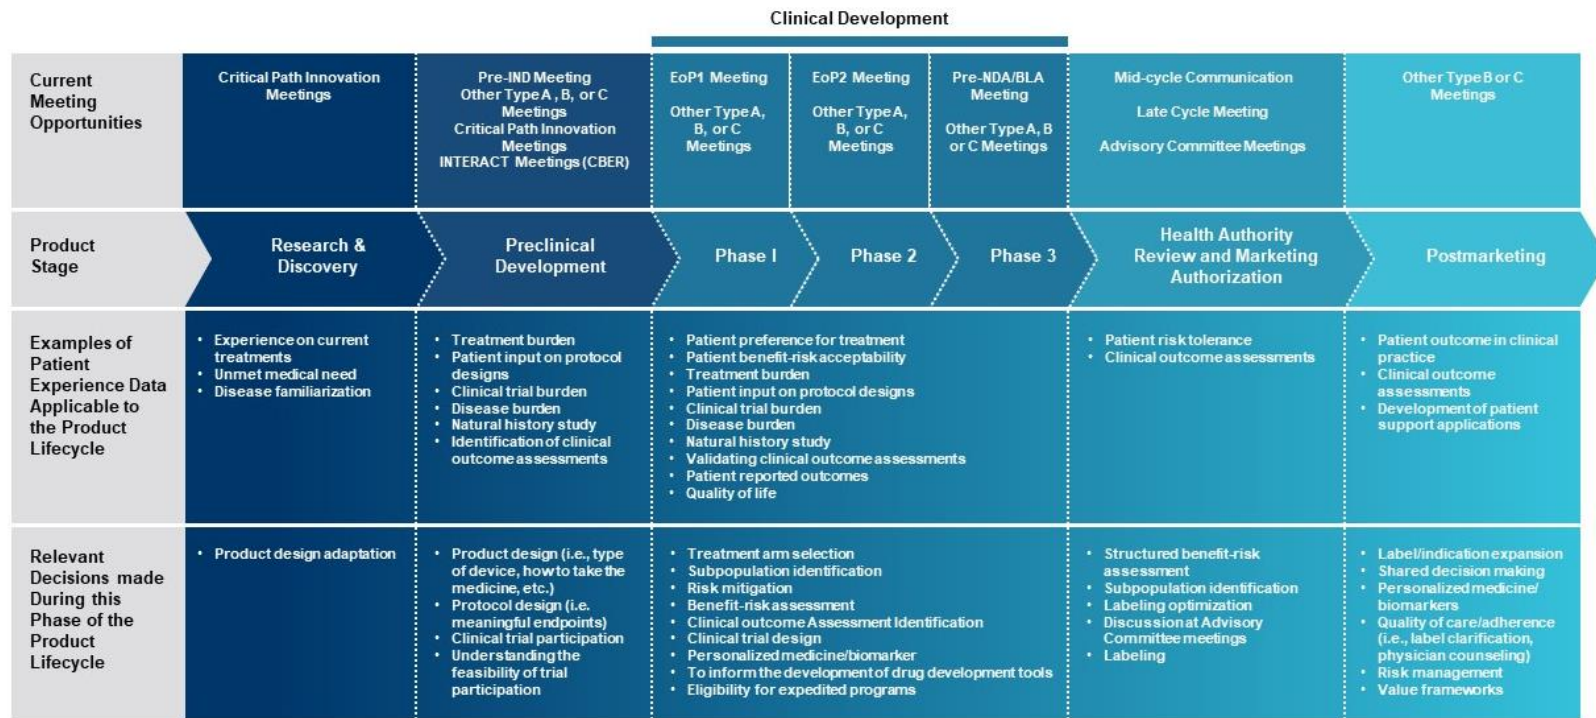 Clinical Development
Current
Meeting
Opportunities
Critical Path Innovation
Meetings
Pre-IND Meeting
Other Type A , B, or C
Meetings
Critical Path Innovation
Meetings
INTERACT Meetings (CBER)
EoP1 Meeting
Other Type A,
B, or C
Meetings
EoP2 Meeting
Other Type A,
B, or C
Meetings
Pre-NDA/BLA
Meeting
Other Type A, B
or C Meetings
Mid-cycle Communication
Late Cycle Meeting
Advisory Committee Meetings
Other Type B or C
Meetings
Product
Stage
Research &
Discovery
Preclinical
Development
Phase I
Phase 2
Phase 3
Health Authority
Review and Marketing
Authorization
Postmarketing
Examples of
Patient
Experience Data
Applicable to
the Product
Lifecycle
• Experience on current
treatments
• Unmet medical need
• Disease familiarization
• Treatment burden
• Patient input on protocol
designs
• Clinical trial burden
• Disease burden
• Natural history study
• Identification of clinical
outcome assessments
• Patient preference for treatment
• Patient benefit-risk acceptability
• Treatment burden
• Patient input on protocol designs
• Clinical trial burden
• Disease burden
• Natural history study
• Validating clinical outcome assessments
• Patient reported outcomes
• Quality of life
• Patient risk tolerance
• Clinical outcome assessments
• Patient outcome in clinical
practice
• Clinical outcome
assessments
• Development of patient
support applications
Relevant
Decisions made
During this
Phase of the
Product
Lifecycle
• Product design adaptation
• Product design (i.e., type
of device, how to take the
medicine, etc.)
• Protocol design (i.e.
meaningful endpoints)
• Clinical trial participation
• Understanding the
feasibility of trial
participation
• Treatment arm selection
• Subpopulation identification
• Risk mitigation
• Benefit-risk assessment
• Clinical outcome Assessment Identification
• Clinical trial design
• Personalized medicine/biomarker
• To inform the development of drug development tools
• Eligibility for expedited programs
• Structured benefit-risk
assessment
• Subpopulation identification
• Labeling optimization
• Discussion at Advisory
Committee meetings
• Labeling
• Label/indication expansion
• Shared decision making
• Personalized medicine/
biomarkers
• Quality of care/adherence
(i.e., label clarification,
physician counseling)
• Risk management
• Value frameworks